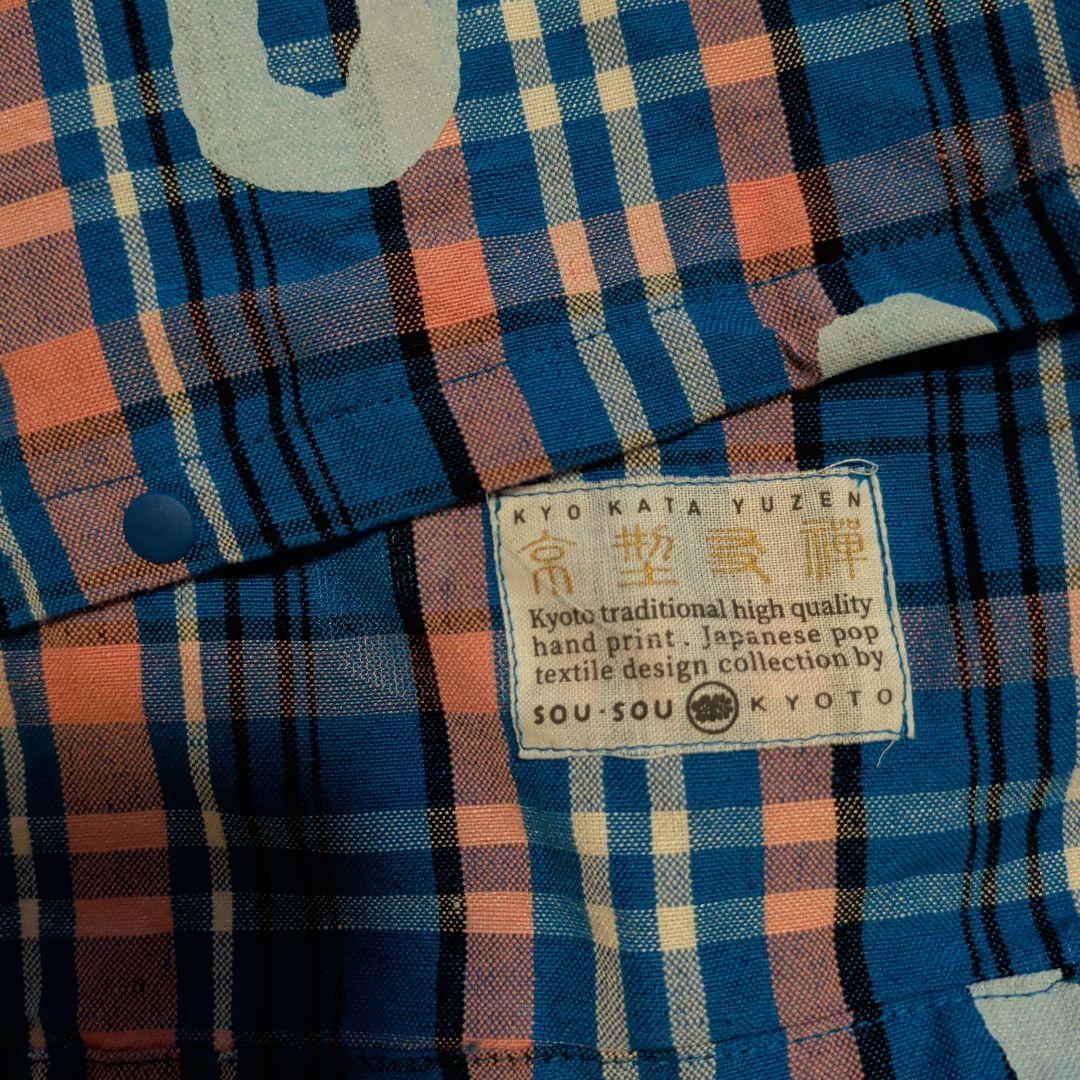 KYO KATA YUZEN
京型友禅
Kyoto traditional high quality
hand print. Japanese pop
textile design collection by
SOU·SOU KYOTO